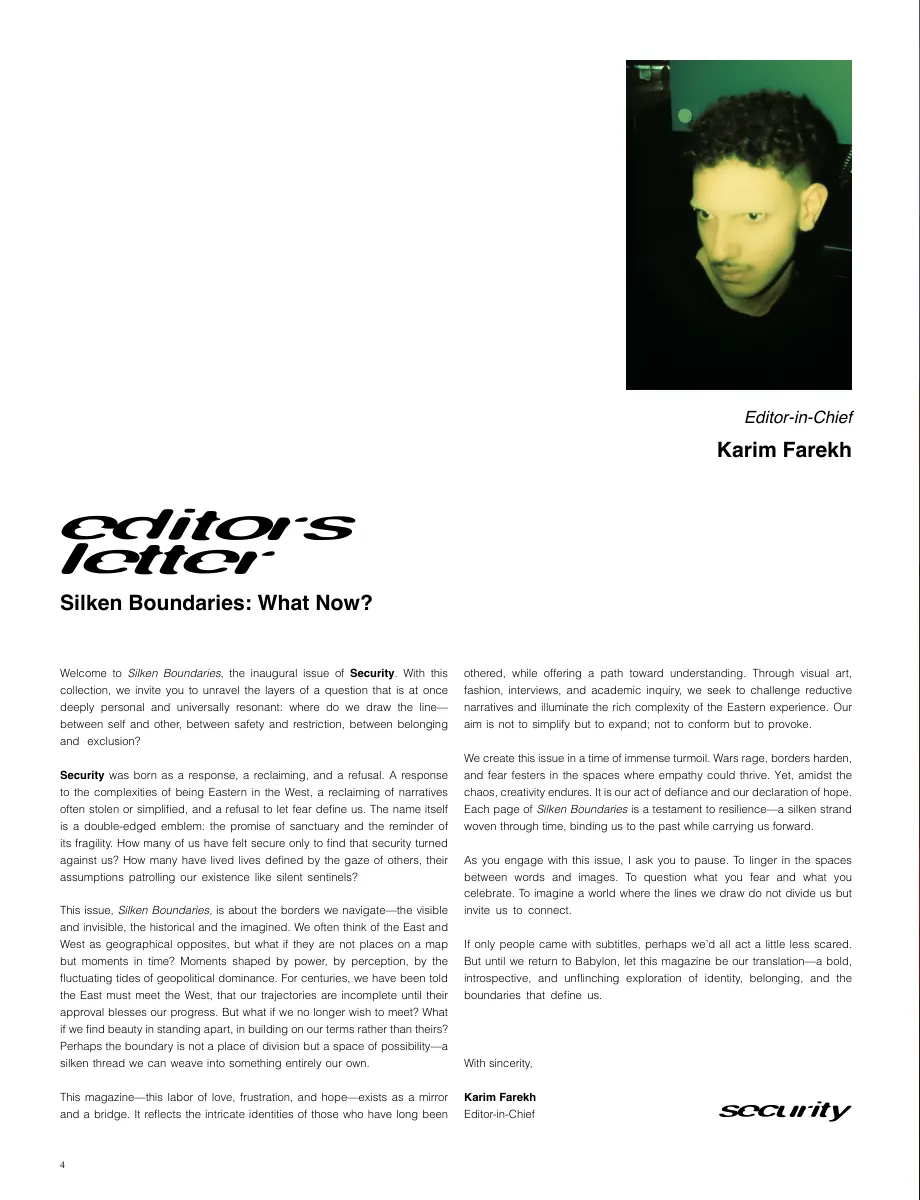 Editor-in-Chief
Karim Farekh
editors
letter
Silken Boundaries: What Now?
Welcome to Silken Boundaries, the inaugural issue of Security. With this
collection, we invite you to unravel the layers of a question that is at once
deeply personal and universally resonant: where do we draw the line—
between self and other, between safety and restriction, between belonging
and exclusion?
Security was born as a response, a reclaiming, and a refusal. A response
to the complexities of being Eastern in the West, a reclaiming of narratives
often stolen or simplified, and a refusal to let fear define us. The name itself
is a double-edged emblem: the promise of sanctuary and the reminder of
its fragility. How many of us have felt secure only to find that security turned
against us? How many have lived lives defined by the gaze of others, their
assumptions patrolling our existence like silent sentinels?
This issue, Silken Boundaries, is about the borders we navigate—the visible
and invisible, the historical and the imagined. We often think of the East and
West as geographical opposites, but what if they are not places on a map
but moments in time? Moments shaped by power, by perception, by the
fluctuating tides of geopolitical dominance. For centuries, we have been told
the East must meet the West, that our trajectories are incomplete until their
approval blesses our progress. But what if we no longer wish to meet? What
if we find beauty in standing apart, in building on our terms rather than theirs?
Perhaps the boundary is not a place of division but a space of possibility—a
silken thread we can weave into something entirely our own.
This magazine—this labor of love, frustration, and hope—exists as a mirror
and a bridge. It reflects the intricate identities of those who have long been
othered, while offering a path toward understanding. Through visual art,
fashion, interviews, and academic inquiry, we seek to challenge reductive
narratives and illuminate the rich complexity of the Eastern experience. Our
aim is not to simplify but to expand; not to conform but to provoke.
We create this issue in a time of immense turmoil. Wars rage, borders harden,
and fear festers in the spaces where empathy could thrive. Yet, amidst the
chaos, creativity endures. It is our act of defiance and our declaration of hope.
Each page of Silken Boundaries is a testament to resilience—a silken strand
woven through time, binding us to the past while carrying us forward.
As you engage with this issue, I ask you to pause. To linger in the spaces
between words and images. To question what you fear and what you
celebrate. To imagine a world where the lines we draw do not divide us but
invite us to connect.
If only people came with subtitles, perhaps we'd all act a little less scared.
But until we return to Babylon, let this magazine be our translation—a bold,
introspective, and unflinching exploration of identity, belonging, and the
boundaries that define us.
With sincerity,
Karim Farekh
Editor-in-Chief
security
4